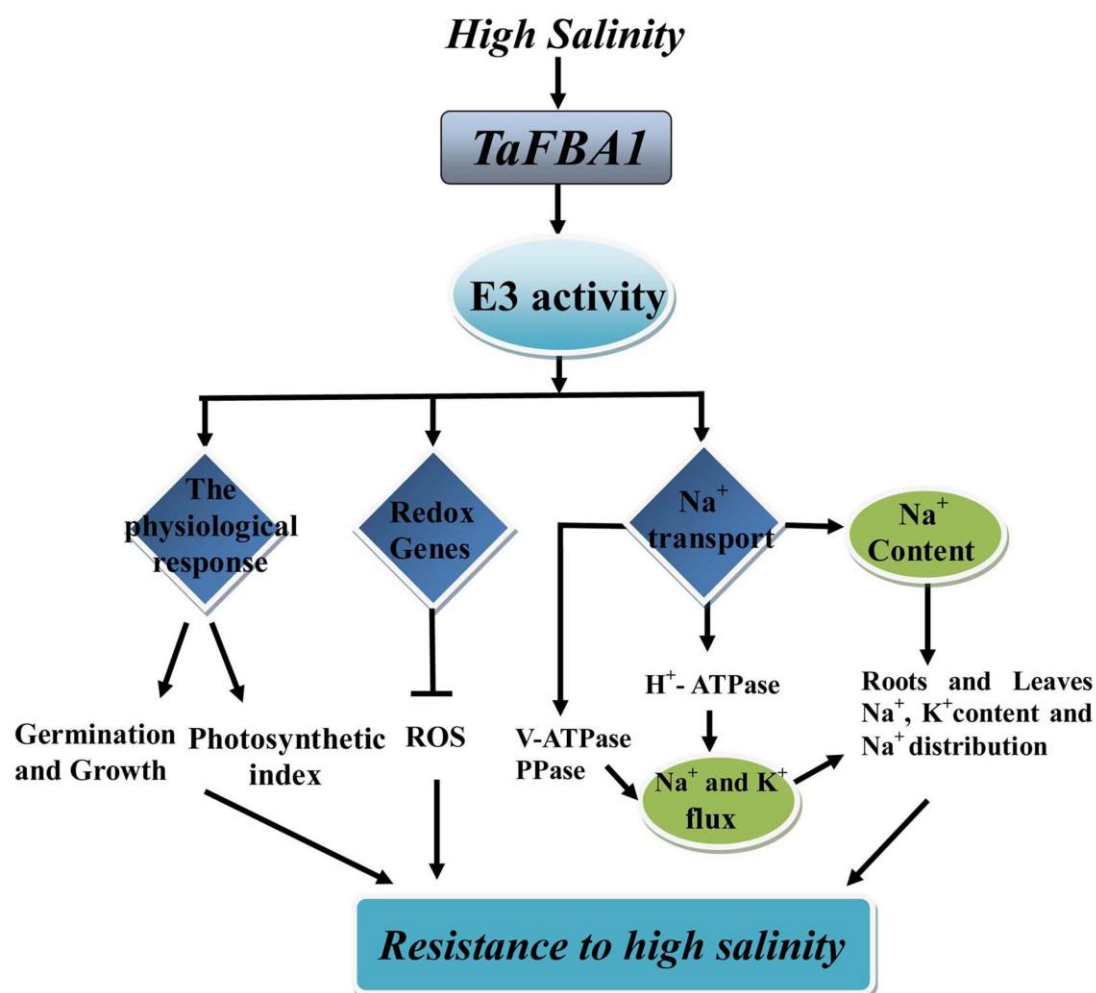 High Salinity
TaFBA1
E3 activity
The
physiological
response
Redox
Genes
Na⁺
transport
Na⁺
Content
Germination
and Growth
Photosynthetic
index
ROS
V-ATPase
PPase
H⁺- ATPase
Na⁺ and K⁺
flux
Roots and Leaves
Na⁺, K⁺content and
Na⁺ distribution
Resistance to high salinity